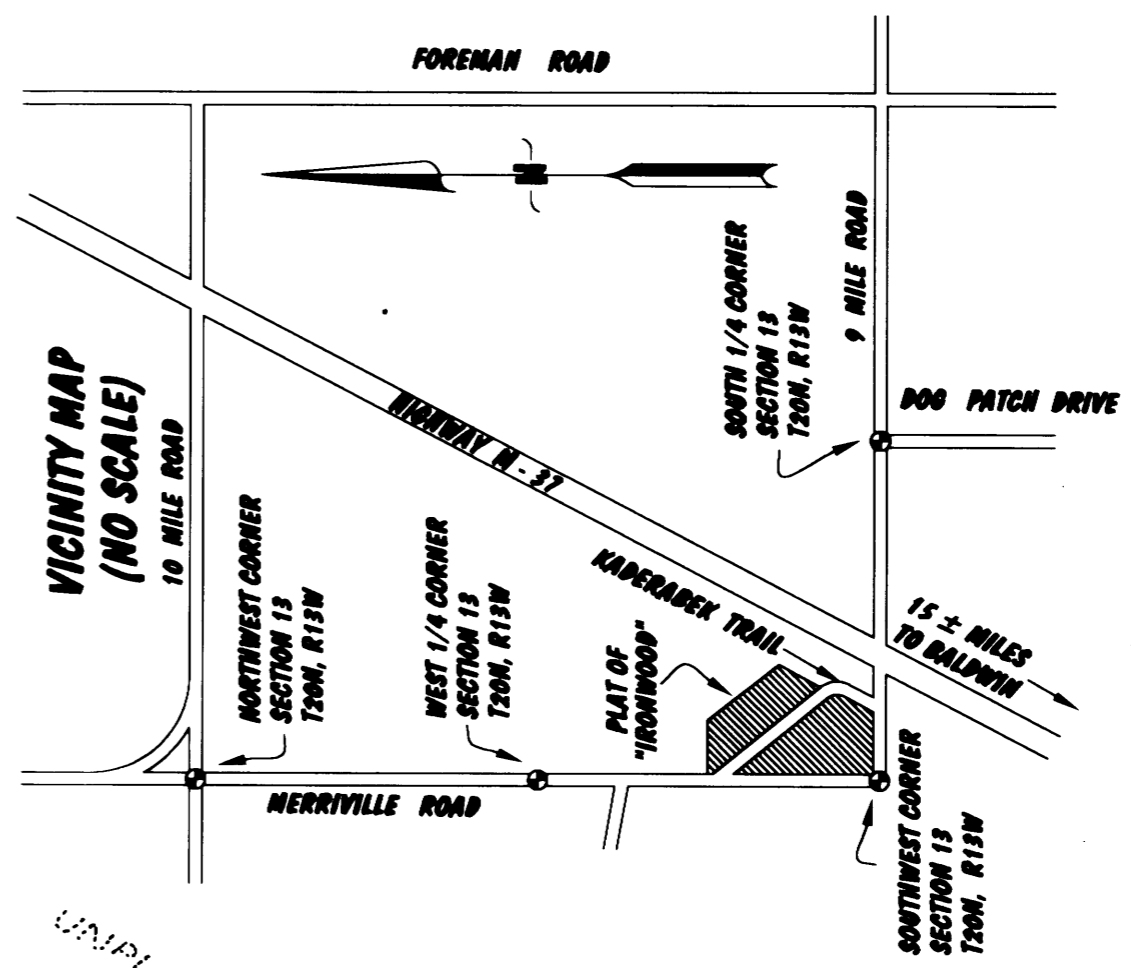 FOREMAN ROAD
N
9 MILE ROAD
SOUTH 1/4 CORNER
SECTION 13
T20N, R13W
DOG PATCH DRIVE
VICINITY MAP
(NO SCALE)
10 MILE ROAD
HIGHWAY M-37
NORTHWEST CORNER
SECTION 13
T20N, R13W
WEST 1/4 CORNER
SECTION 13
T20N, R13W
KADERABEK TRAIL
PLAT OF
"IRONWOOD"
15 ± MILES
TO BALDWIN
MERRIVILLE ROAD
SOUTHWEST CORNER
SECTION 13
T20N, R13W